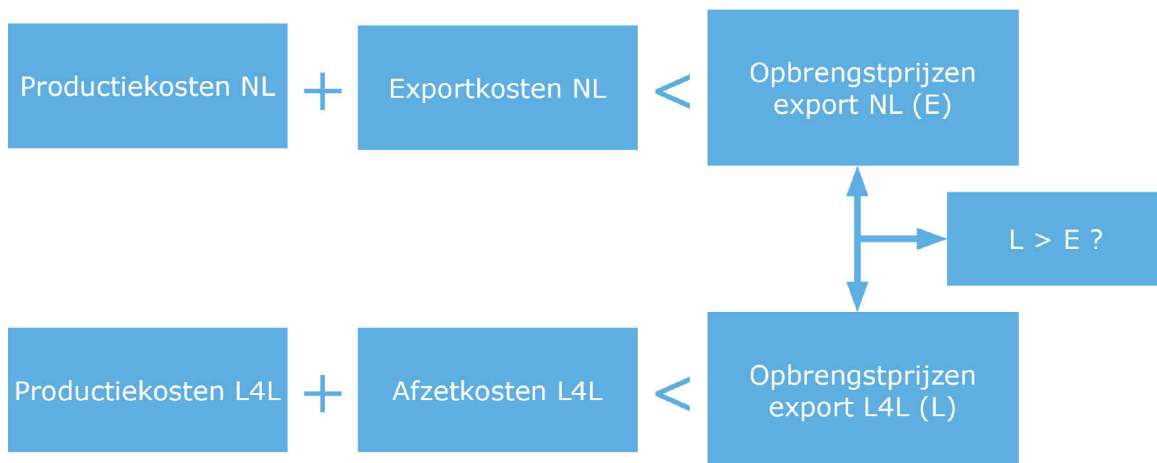 Productiekosten NL + Exportkosten NL < Opbrengstprijzen
export NL (E)
L > E ?
Productiekosten L4L + Afzetkosten L4L < Opbrengstprijzen
export L4L (L)